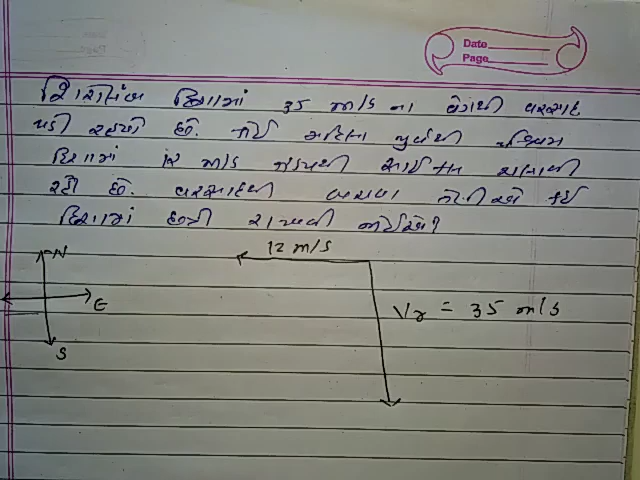 Date
Page
શિરોલંબ દિશામાં 35 m/s ના વેગથી વરસાદ
પડી રહ્યો છે. કોઈ મહિલા પુર્વથી પશ્ચિમ
દિશામાં 12 m/s ઝડપથી સાઈકલ ચલાવી
રહી છે. વરસાદથી બચવા તેણીએ કઈ
દિશામાં છત્રી રાખવી જોઈએ?
N
E
S
12 m/s
Vr = 35 m/s